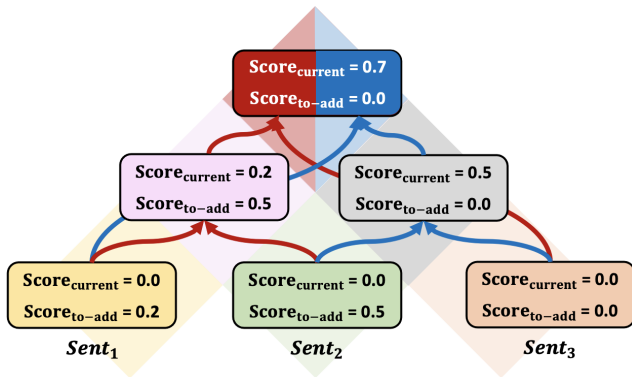 Score_current = 0.7
Score_to−add = 0.0
Score_current = 0.2
Score_to−add = 0.5
Score_current = 0.5
Score_to−add = 0.0
Score_current = 0.0
Score_to−add = 0.2
Score_current = 0.0
Score_to−add = 0.5
Score_current = 0.0
Score_to−add = 0.0
Sent_1 Sent_2 Sent_3